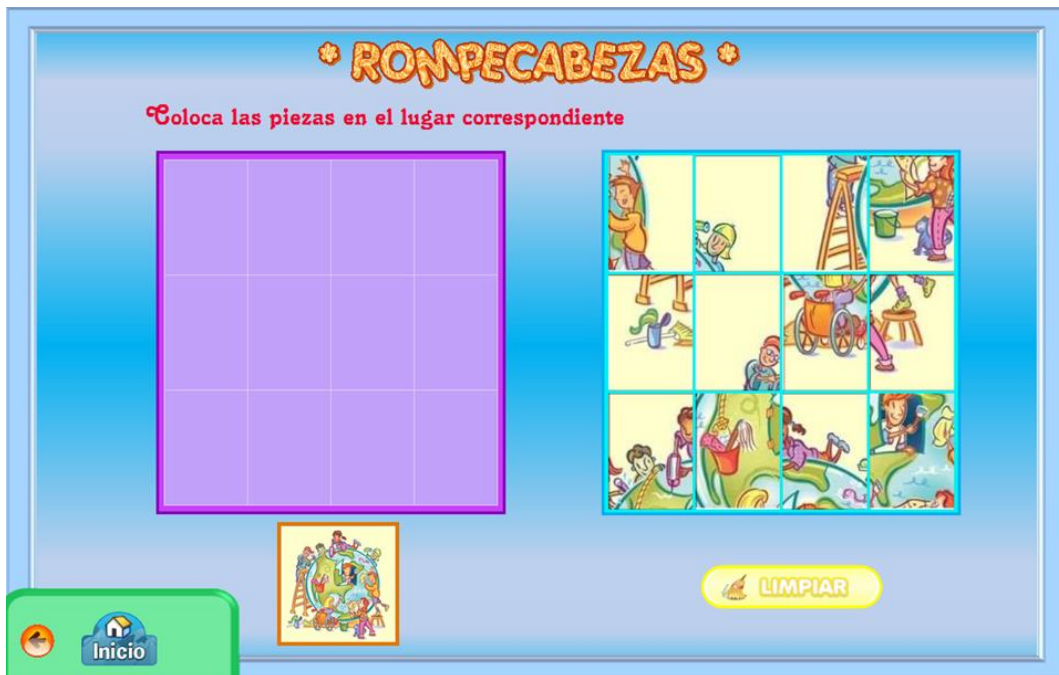 * ROMPECABEZAS *
Coloca las piezas en el lugar correspondiente
LIMPIAR
Inicio